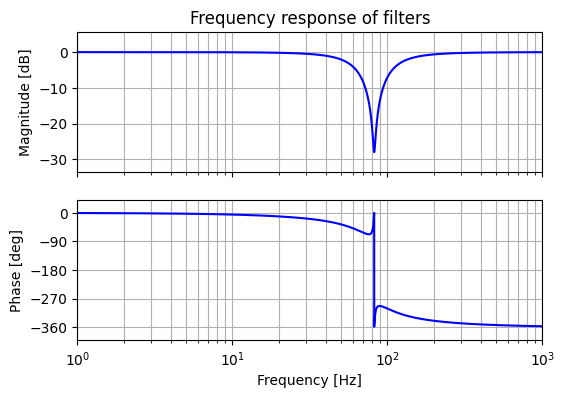 Frequency response of filters
Magnitude [dB]
0
−10
−20
−30
Phase [deg]
0
−90
−180
−270
−360
10^0 10^1 10^2 10^3
Frequency [Hz]